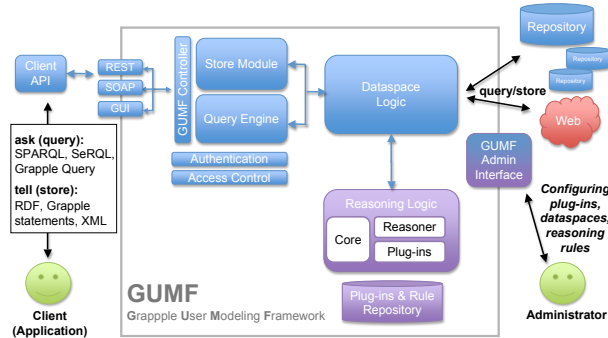 Client
API
REST
SOAP
GUI
GUMF Controller
Store Module
Query Engine
Authentication
Access Control
Dataspace
Logic
Repository
Repository
Repository
query/store
Web
GUMF
Admin
Interface
ask (query):
SPARQL, SeRQL,
Grapple Query
tell (store):
RDF, Grapple
statements, XML
Reasoning Logic
Core
Reasoner
Plug-ins
Configuring
plug-ins,
dataspaces,
reasoning
rules
Plug-ins & Rule
Repository
GUMF
Grappple User Modeling Framework
Client
(Application)
Administrator